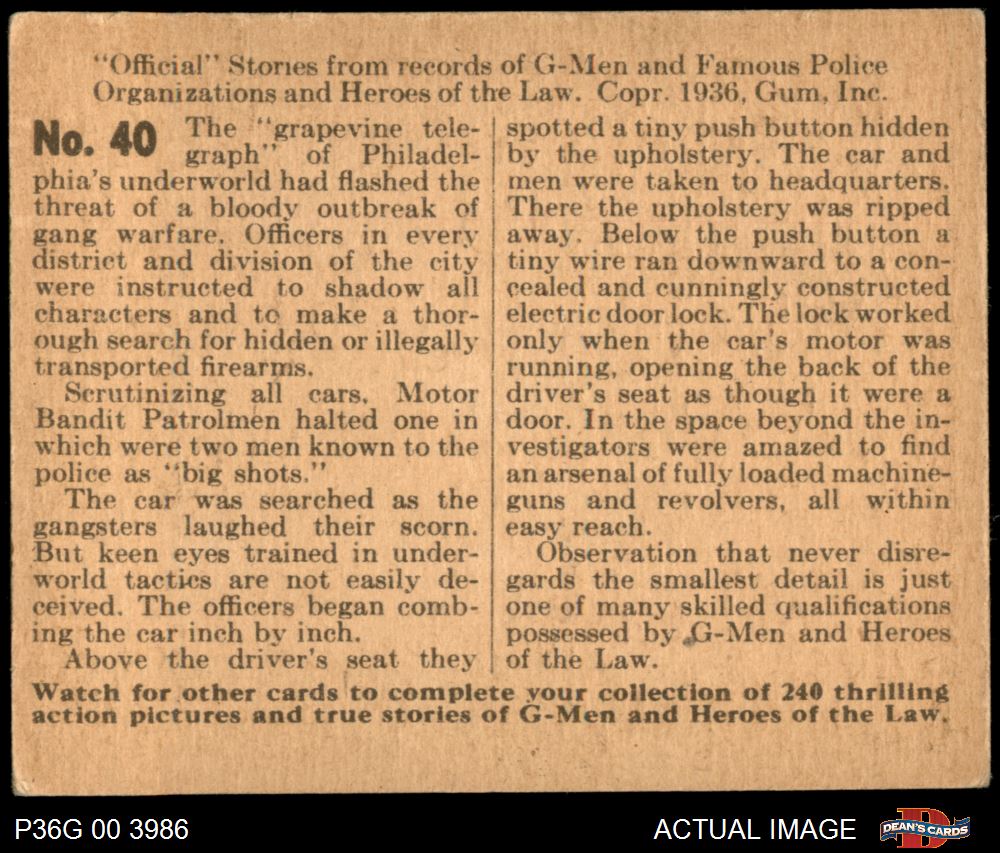 "Official" Stories from records of G-Men and Famous Police
Organizations and Heroes of the Law. Copr. 1936, Gum, Inc.
No. 40 The "grapevine tele-
graph" of Philadel-
phia's underworld had flashed the
threat of a bloody outbreak of
gang warfare. Officers in every
district and division of the city
were instructed to shadow all
characters and to make a thor-
ough search for hidden or illegally
transported firearms.
Scrutinizing all cars, Motor
Bandit Patrolmen halted one in
which were two men known to the
police as "big shots."
The car was searched as the
gangsters laughed their scorn.
But keen eyes trained in under-
world tactics are not easily de-
ceived. The officers began comb-
ing the car inch by inch.
Above the driver's seat they
spotted a tiny push button hidden
by the upholstery. The car and
men were taken to headquarters.
There the upholstery was ripped
away. Below the push button a
tiny wire ran downward to a con-
cealed and cunningly constructed
electric door lock. The lock worked
only when the car's motor was
running, opening the back of the
driver's seat as though it were a
door. In the space beyond the in-
vestigators were amazed to find
an arsenal of fully loaded machine-
guns and revolvers, all within
easy reach.
Observation that never disre-
gards the smallest detail is just
one of many skilled qualifications
possessed by G-Men and Heroes
of the Law.
Watch for other cards to complete your collection of 240 thrilling
action pictures and true stories of G-Men and Heroes of the Law.
P36G 00 3986
ACTUAL IMAGE
D
DEAN'S CARDS